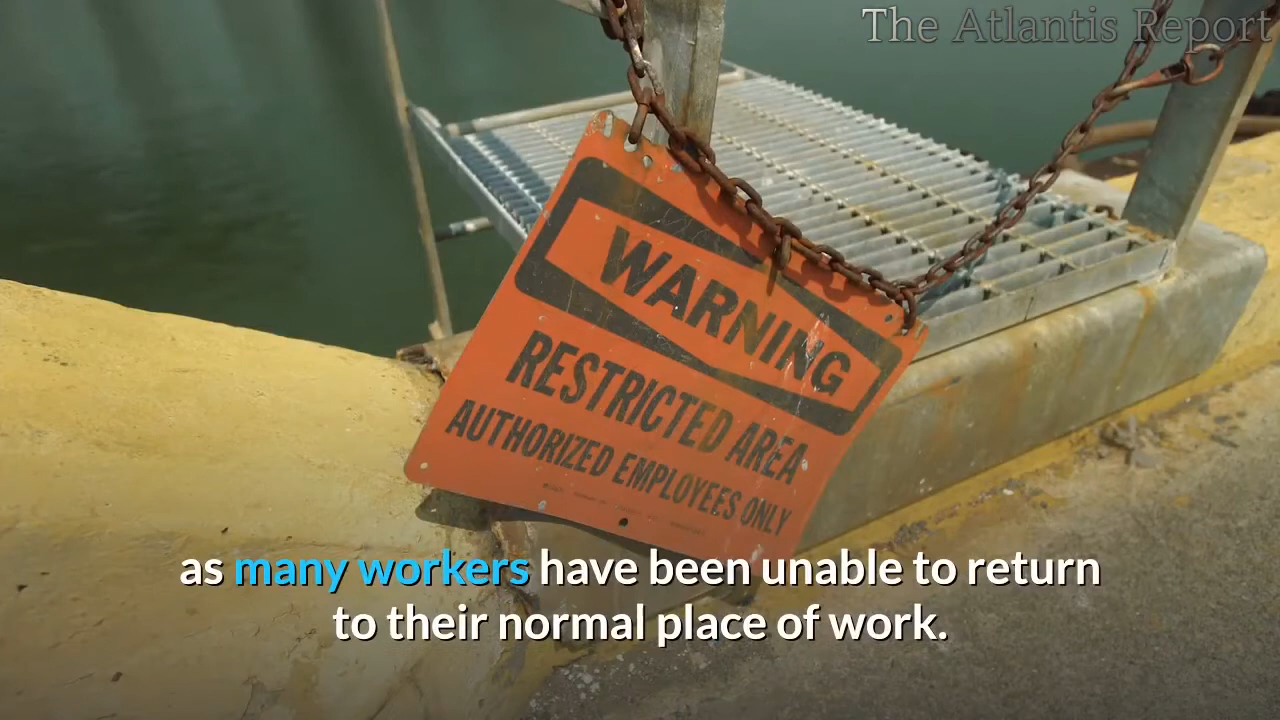 The Atlantis Report
WARNING
RESTRICTED AREA
AUTHORIZED EMPLOYEES ONLY
as many workers have been unable to return
to their normal place of work.